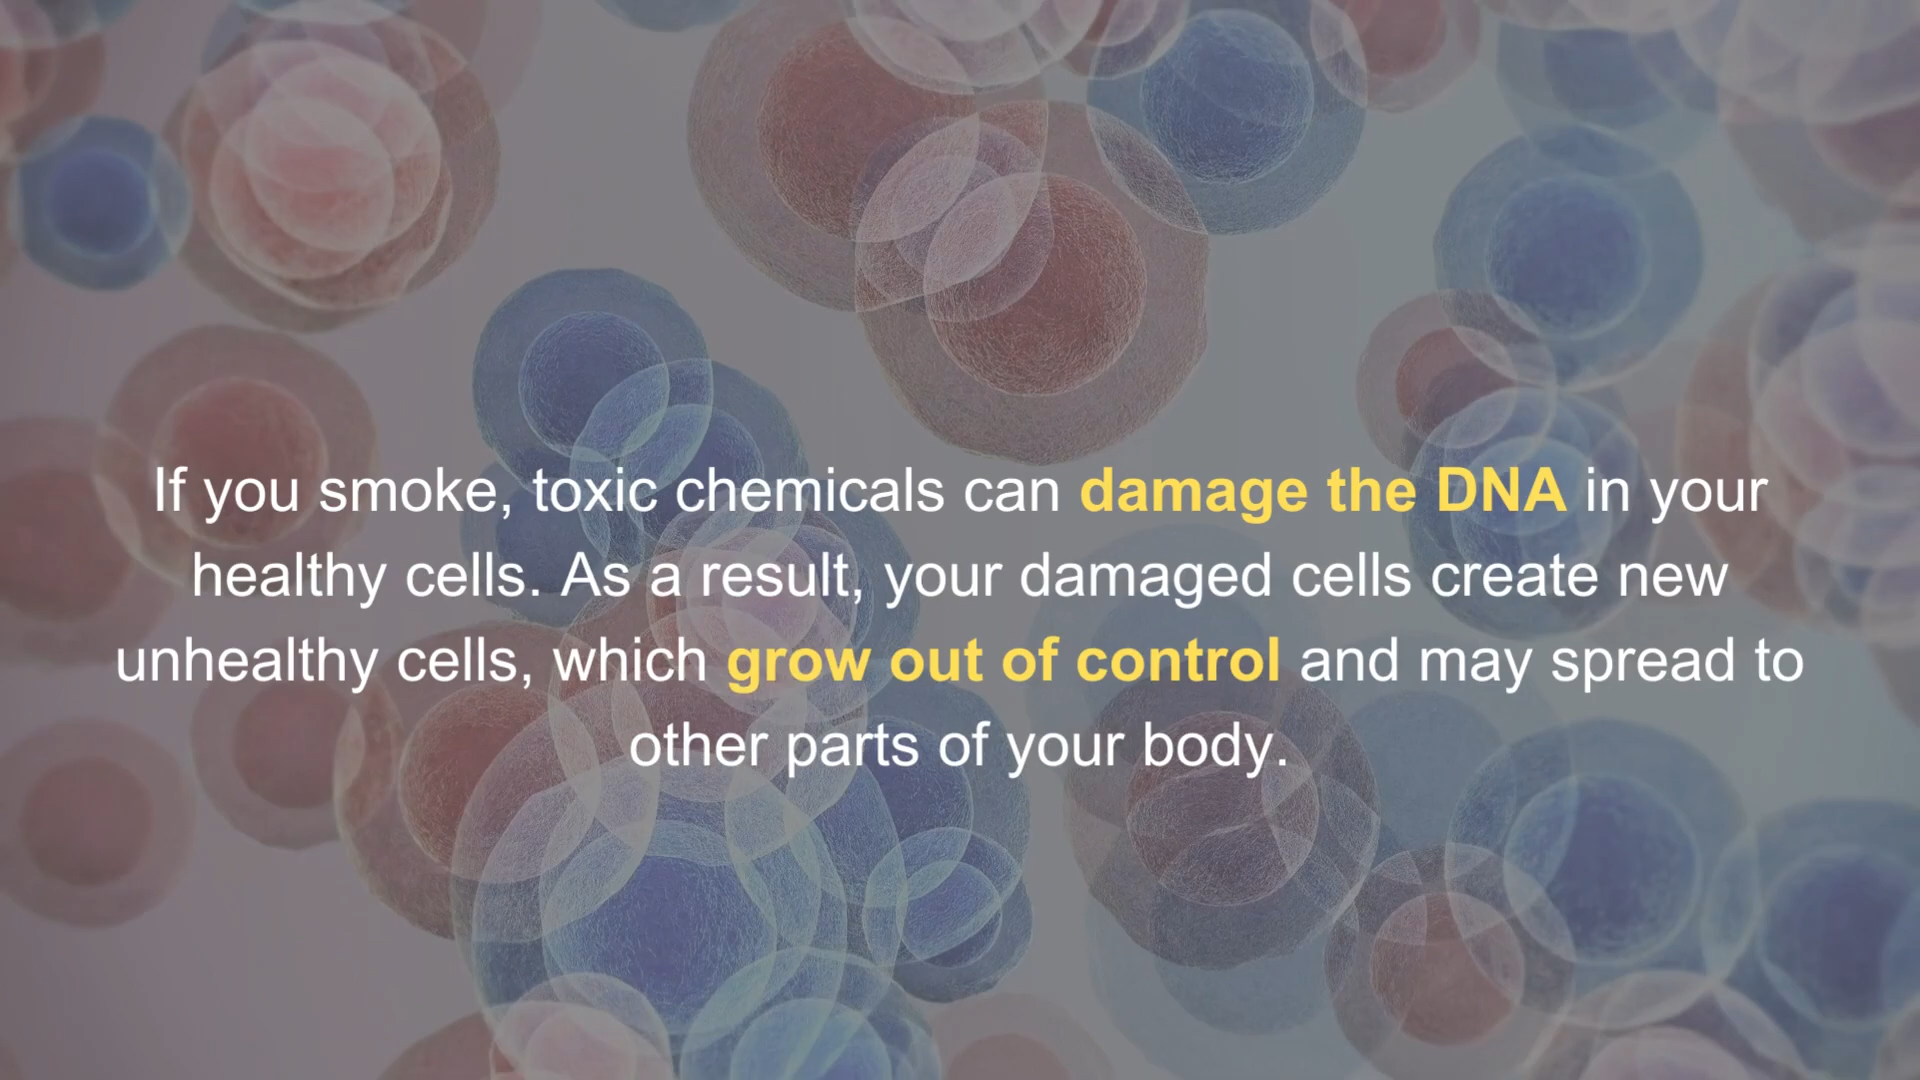 If you smoke, toxic chemicals can damage the DNA in your
healthy cells. As a result, your damaged cells create new
unhealthy cells, which grow out of control and may spread to
other parts of your body.